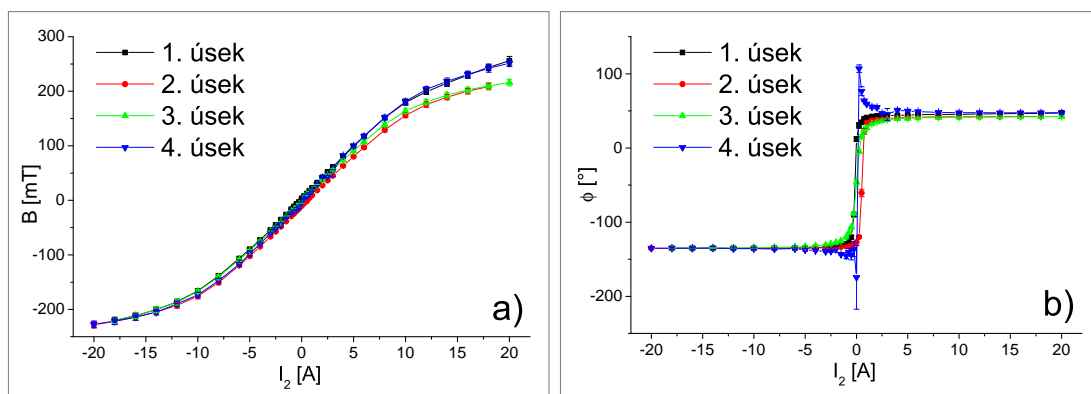 300
200
100
0
-100
-200
B [mT]
1. úsek
2. úsek
3. úsek
4. úsek
a)
-20 -15 -10 -5 0 5 10 15 20
I2 [A]
100
0
-100
-200
ϕ [°]
1. úsek
2. úsek
3. úsek
4. úsek
b)
-20 -15 -10 -5 0 5 10 15 20
I2 [A]